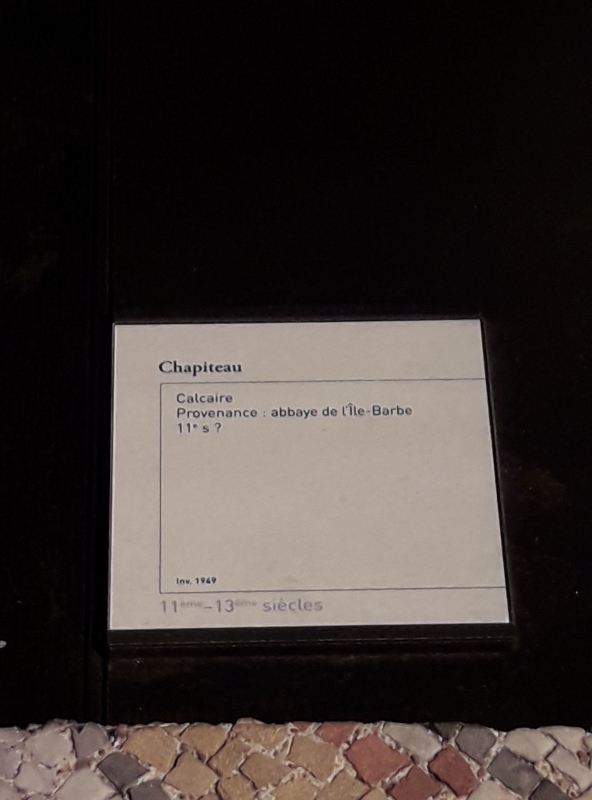 Chapiteau
Calcaire
Provenance : abbaye de l'Île-Barbe
11e s ?
Inv. 1949
11ème-13ème siècles